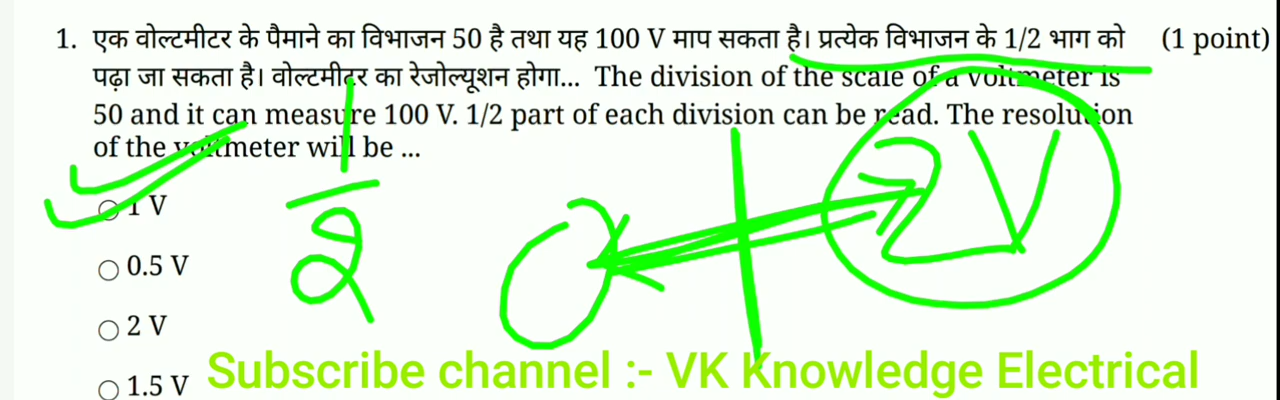 1. एक वोल्टमीटर के पैमाने का विभाजन 50 है तथा यह 100 V माप सकता है। प्रत्येक विभाजन के 1/2 भाग को (1 point)
पढ़ा जा सकता है। वोल्टमीटर का रेजोल्यूशन होगा... The division of the scale of a voltmeter is
50 and it can measure 100 V. 1/2 part of each division can be read. The resolution
of the voltmeter will be ...
1 V
0.5 V
2 V
1.5 V
1
2
0
2V
Subscribe channel :- VK Knowledge Electrical